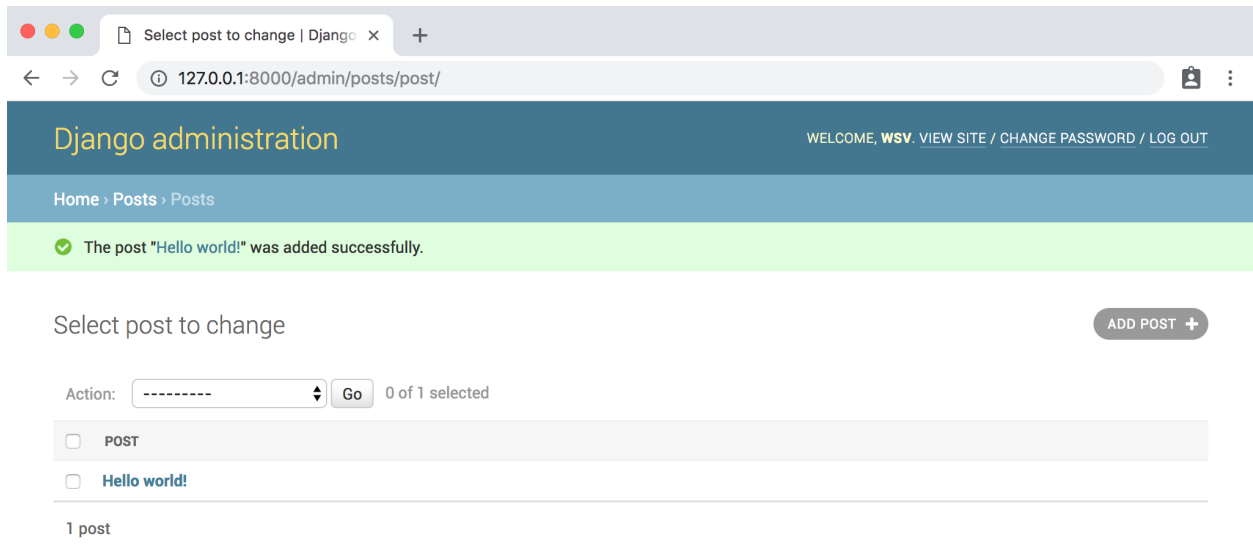 Select post to change | Django
127.0.0.1:8000/admin/posts/post/
Django administration
WELCOME, WSV. VIEW SITE / CHANGE PASSWORD / LOG OUT
Home › Posts › Posts
The post "Hello world!" was added successfully.
Select post to change
ADD POST +
Action: --------- Go 0 of 1 selected
POST
Hello world!
1 post